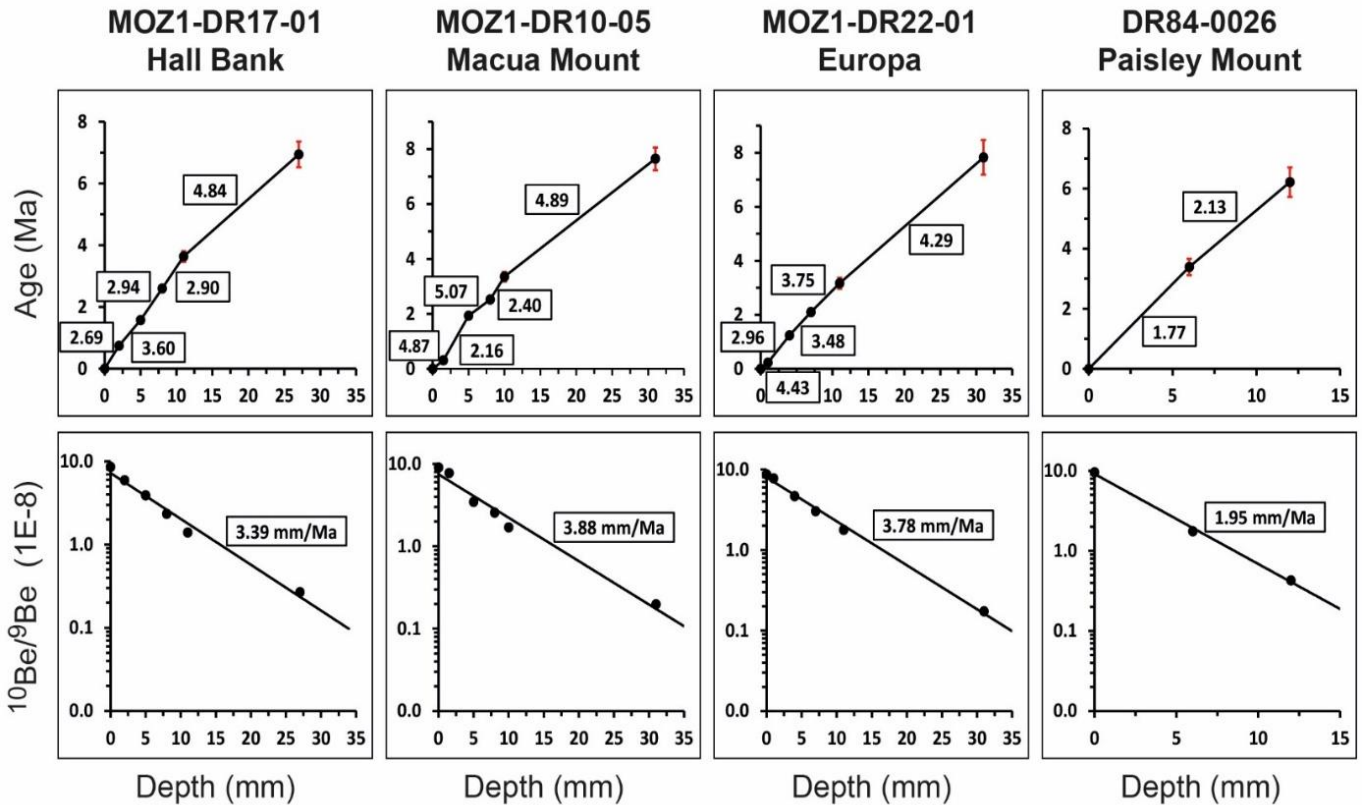 MOZ1-DR17-01
Hall Bank
MOZ1-DR10-05
Macua Mount
MOZ1-DR22-01
Europa
DR84-0026
Paisley Mount
Age (Ma)
8
6
4
2
0
4.84
2.94
2.90
2.69
3.60
0 5 10 15 20 25 30 35
8
6
4
2
0
4.89
5.07
2.40
4.87
2.16
0 5 10 15 20 25 30 35
8
6
4
2
0
4.29
3.75
2.96
3.48
4.43
0 5 10 15 20 25 30 35
8
6
4
2
0
2.13
1.77
0 5 10 15
10Be/9Be (1E-8)
10.0
1.0
0.1
0.0
3.39 mm/Ma
0 5 10 15 20 25 30 35
10.0
1.0
0.1
0.0
3.88 mm/Ma
0 5 10 15 20 25 30 35
10.0
1.0
0.1
0.0
3.78 mm/Ma
0 5 10 15 20 25 30 35
10.0
1.0
0.1
0.0
1.95 mm/Ma
0 5 10 15
Depth (mm)
Depth (mm)
Depth (mm)
Depth (mm)